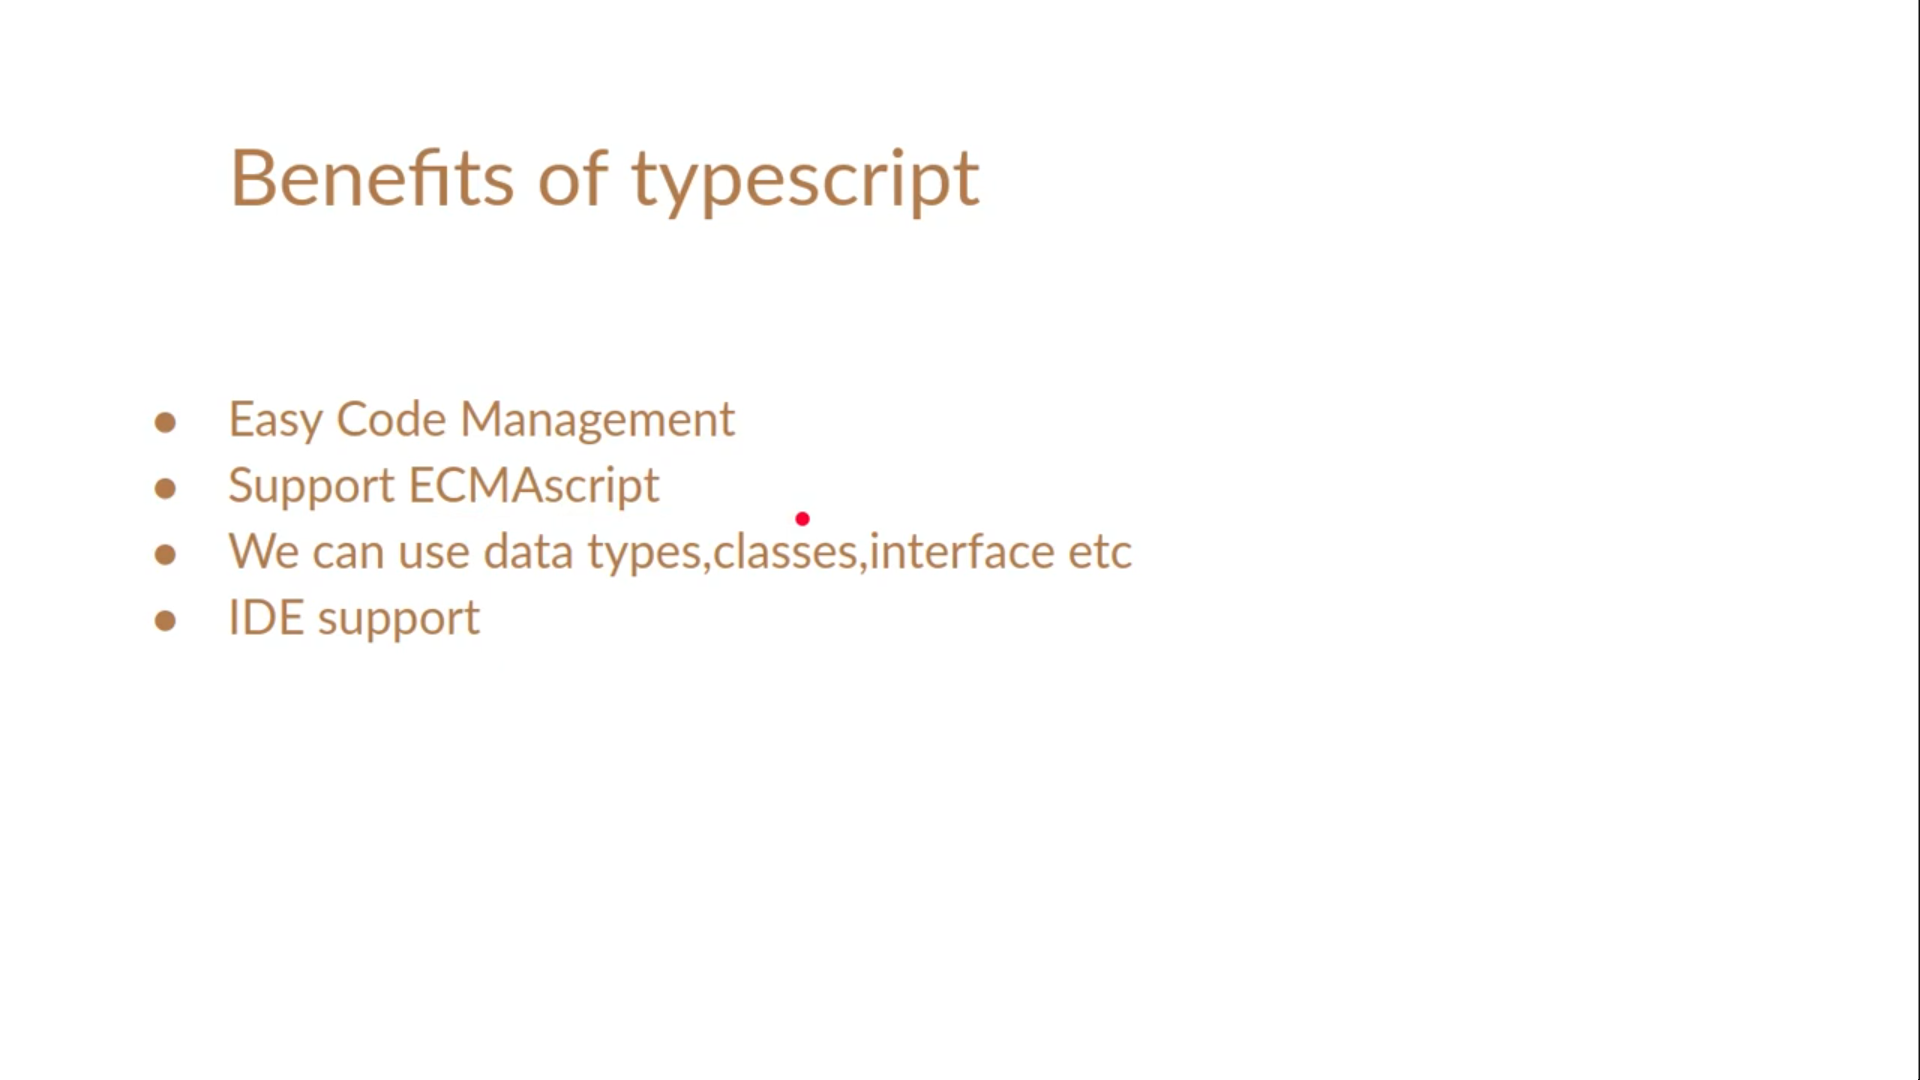 Benefits of typescript
● Easy Code Management
● Support ECMAscript
● We can use data types,classes,interface etc
● IDE support